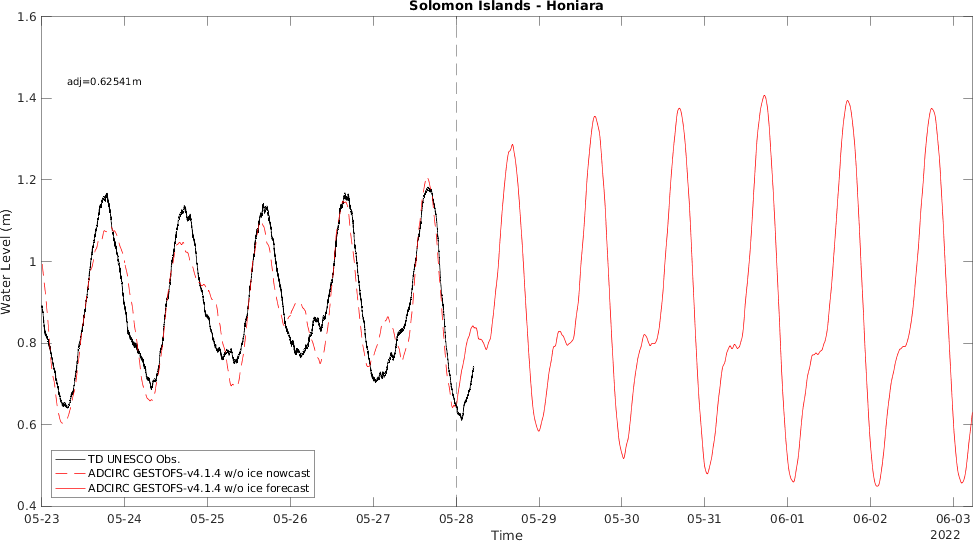 Solomon Islands - Honiara
1.6
adj=0.62541m
1.4
1.2
1
0.8
0.6
0.4
Water Level (m)
TD UNESCO Obs.
ADCIRC GESTOFS-v4.1.4 w/o ice nowcast
ADCIRC GESTOFS-v4.1.4 w/o ice forecast
05-23 05-24 05-25 05-26 05-27 05-28 05-29 05-30 05-31 06-01 06-02 06-03
Time
2022